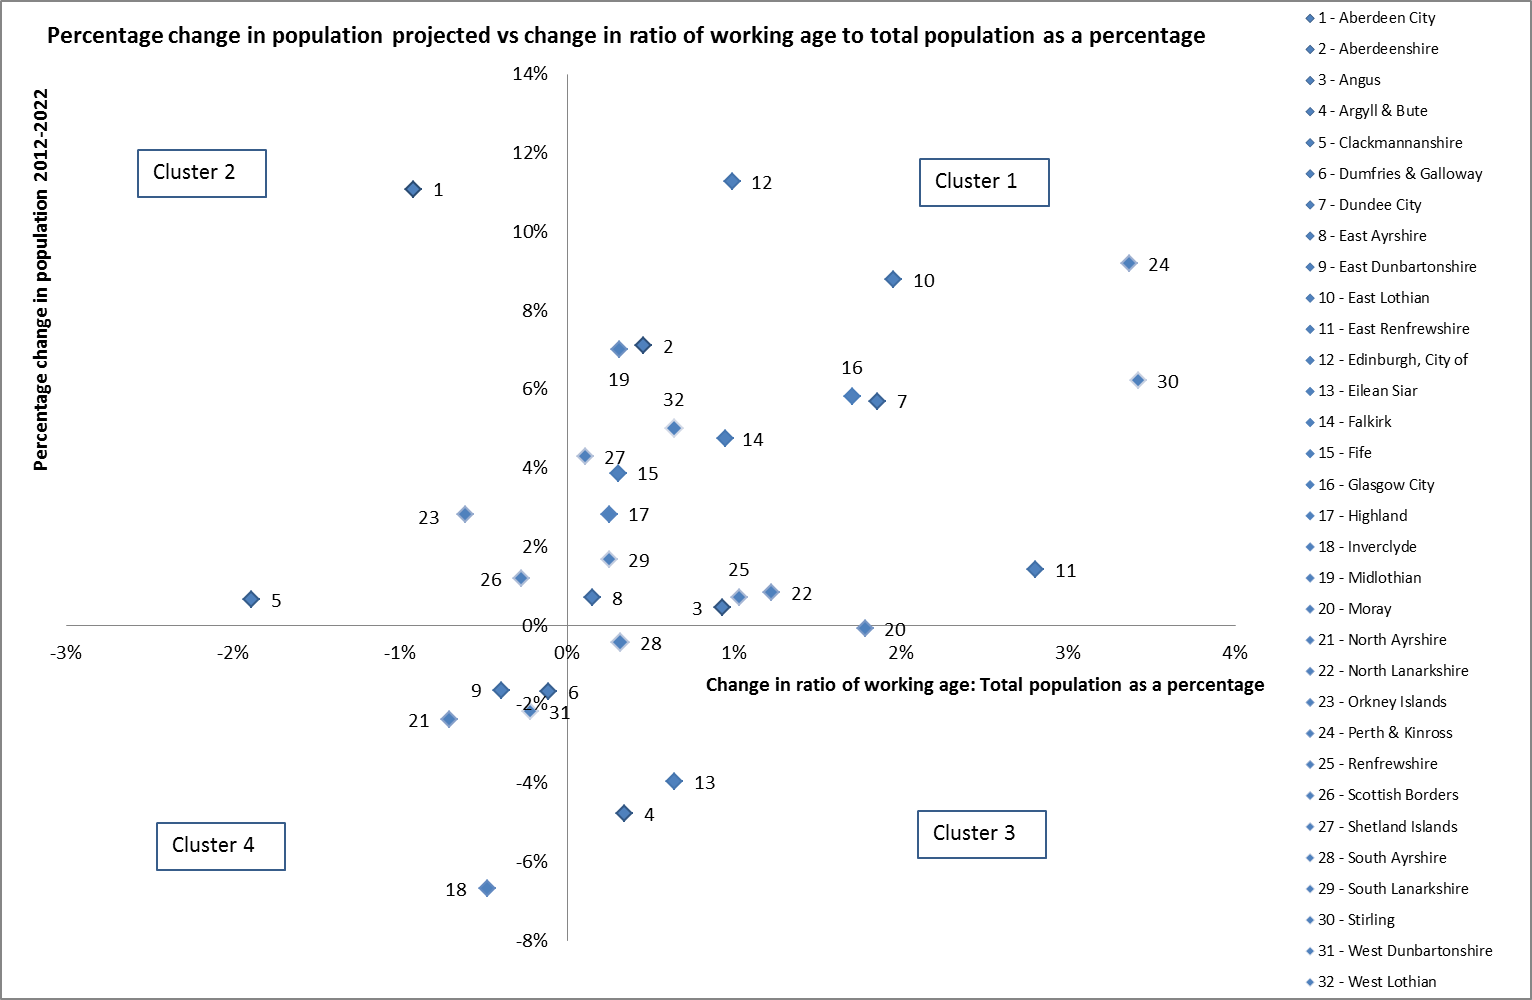 Percentage change in population projected vs change in ratio of working age to total population as a percentage
Percentage change in population 2012-2022
14%
12%
10%
8%
6%
4%
2%
0%
-2%
-4%
-6%
-8%
-3%
-2%
-1%
0%
1%
2%
3%
4%
Change in ratio of working age: Total population as a percentage
Cluster 2
Cluster 1
Cluster 4
Cluster 3
1
12
24
10
2
19
16
30
32
7
14
27
15
23
17
29
26
25
11
5
8
3
22
20
28
9
6
21
31
13
4
18
1 - Aberdeen City
2 - Aberdeenshire
3 - Angus
4 - Argyll & Bute
5 - Clackmannanshire
6 - Dumfries & Galloway
7 - Dundee City
8 - East Ayrshire
9 - East Dunbartonshire
10 - East Lothian
11 - East Renfrewshire
12 - Edinburgh, City of
13 - Eilean Siar
14 - Falkirk
15 - Fife
16 - Glasgow City
17 - Highland
18 - Inverclyde
19 - Midlothian
20 - Moray
21 - North Ayrshire
22 - North Lanarkshire
23 - Orkney Islands
24 - Perth & Kinross
25 - Renfrewshire
26 - Scottish Borders
27 - Shetland Islands
28 - South Ayrshire
29 - South Lanarkshire
30 - Stirling
31 - West Dunbartonshire
32 - West Lothian